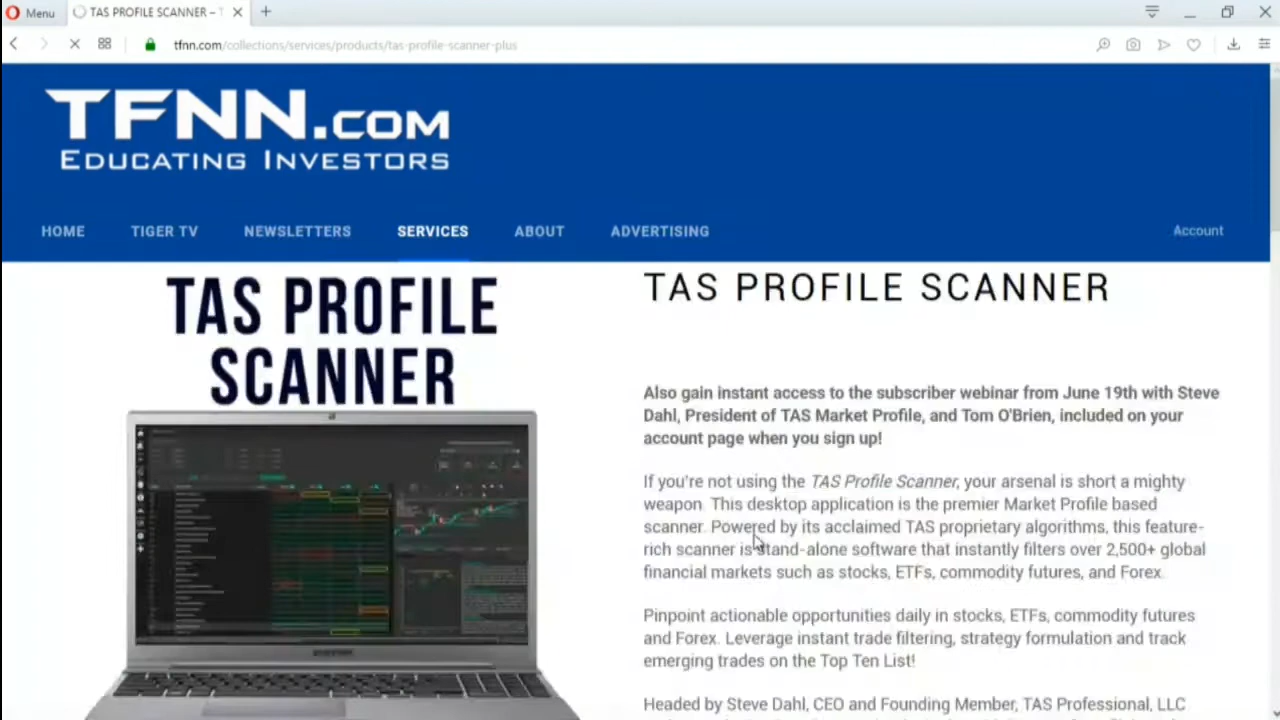 Menu
TAS PROFILE SCANNER – T
tfnn.com/collections/services/products/tas-profile-scanner-plus
TFNN.COM
EDUCATING INVESTORS
HOME TIGER TV NEWSLETTERS SERVICES ABOUT ADVERTISING Account
TAS PROFILE
SCANNER
TAS PROFILE SCANNER
Also gain instant access to the subscriber webinar from June 19th with Steve
Dahl, President of TAS Market Profile, and Tom O'Brien, included on your
account page when you sign up!
If you're not using the TAS Profile Scanner, your arsenal is short a mighty
weapon. This desktop application is the premier Market Profile based
scanner. Powered by its acclaimed TAS proprietary algorithms, this feature-
rich scanner is stand-alone software that instantly filters over 2,500+ global
financial markets such as stocks, ETFs, commodity futures, and Forex.
Pinpoint actionable opportunities daily in stocks, ETFs, commodity futures
and Forex. Leverage instant trade filtering, strategy formulation and track
emerging trades on the Top Ten List!
Headed by Steve Dahl, CEO and Founding Member, TAS Professional, LLC